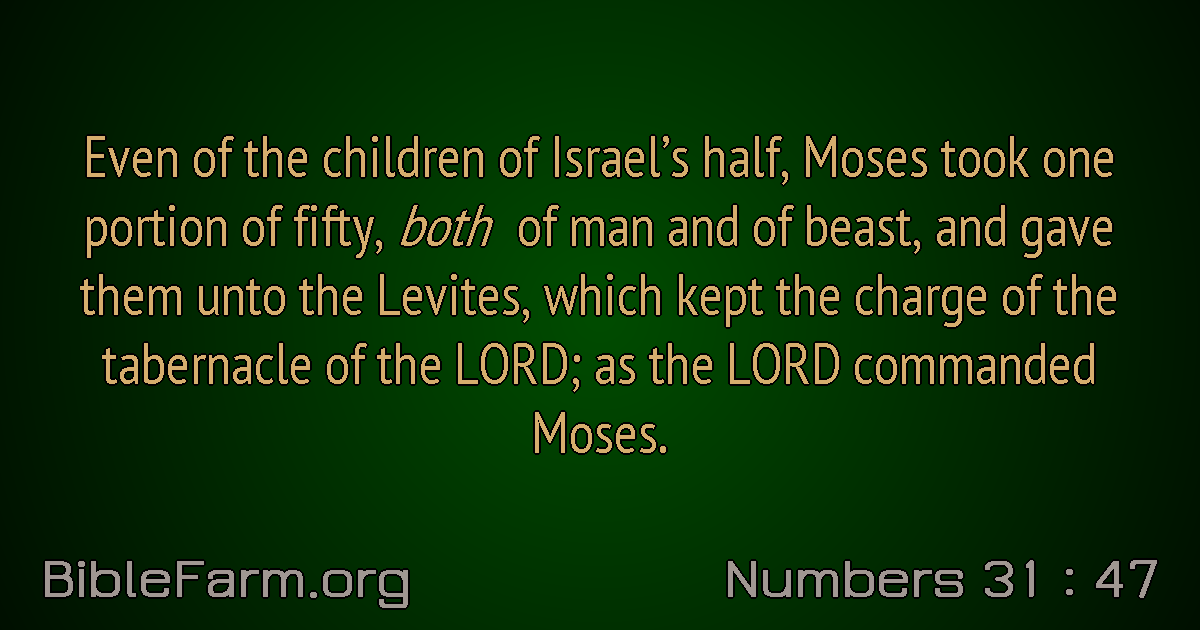 Even of the children of Israel’s half, Moses took one
portion of fifty, both of man and of beast, and gave
them unto the Levites, which kept the charge of the
tabernacle of the LORD; as the LORD commanded
Moses.
BibleFarm.org
Numbers 31 : 47